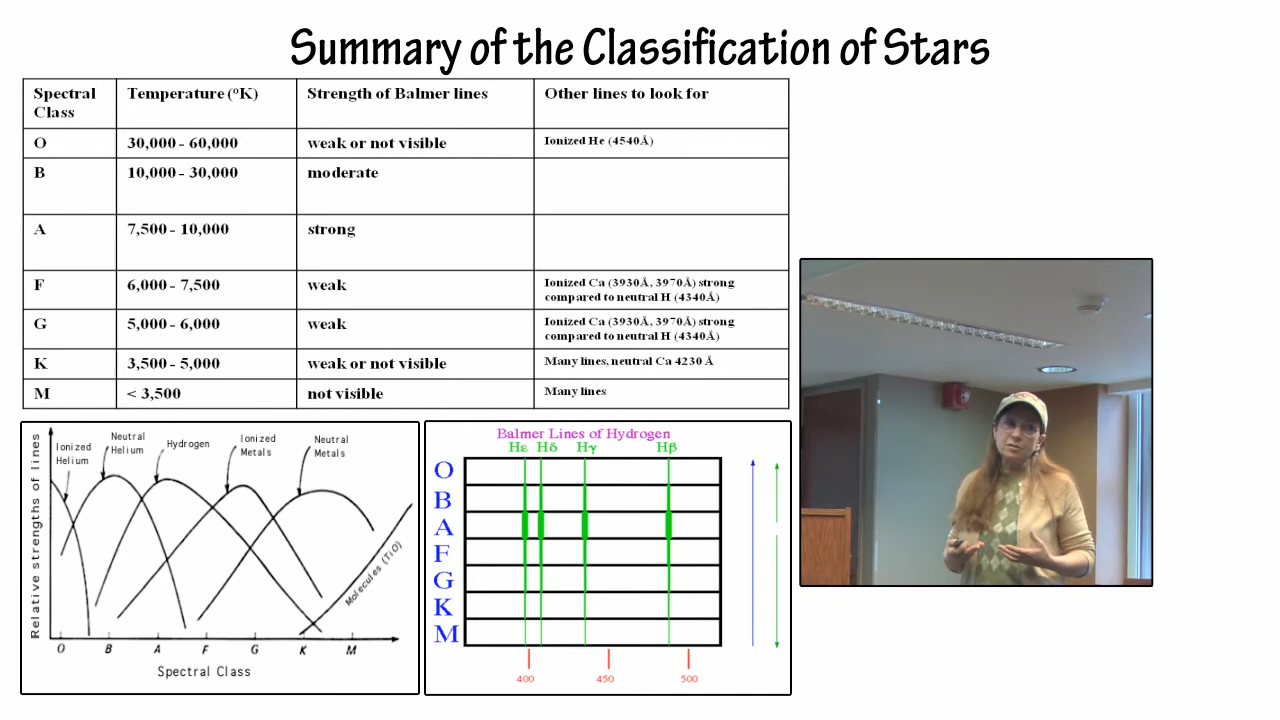 Summary of the Classification of Stars
Spectral Class
Temperature (°K)
Strength of Balmer lines
Other lines to look for
O
30,000 - 60,000
weak or not visible
Ionized He (4540Å)
B
10,000 - 30,000
moderate
A
7,500 - 10,000
strong
F
6,000 - 7,500
weak
Ionized Ca (3930Å, 3970Å) strong
compared to neutral H (4340Å)
G
5,000 - 6,000
weak
Ionized Ca (3930Å, 3970Å) strong
compared to neutral H (4340Å)
K
3,500 - 5,000
weak or not visible
Many lines, neutral Ca 4230 Å
M
< 3,500
not visible
Many lines
Relative strengths of lines
Ionized
Helium
Neutral
Helium
Hydrogen
Ionized
Metals
Neutral
Metals
Molecules (TiO)
O B A F G K M
Spectral Class
Balmer Lines of Hydrogen
Hε Hδ Hγ Hβ
O
B
A
F
G
K
M
400 450 500